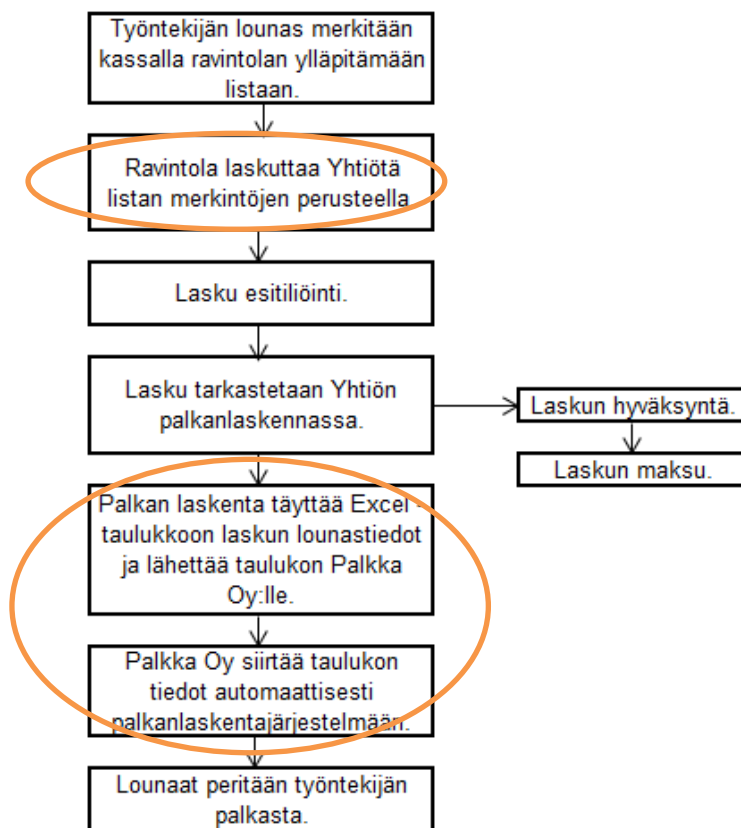 Työntekijän lounas merkitään
kassalla ravintolan ylläpitämään
listaan.
Ravintola laskuttaa Yhtiötä
listan merkintöjen perusteella
Lasku esitiliöinti.
Lasku tarkastetaan Yhtiön
palkanlaskennassa.
Laskun hyväksyntä.
Laskun maksu.
Palkan laskenta täyttää Excel -
taulukkoon laskun lounastiedot
ja lähettää taulukon Palkka
Oy:lle.
Palkka Oy siirtää taulukon
tiedot automaattisesti
palkanlaskentajärjestelmään.
Lounaat peritään työntekijän
palkasta.